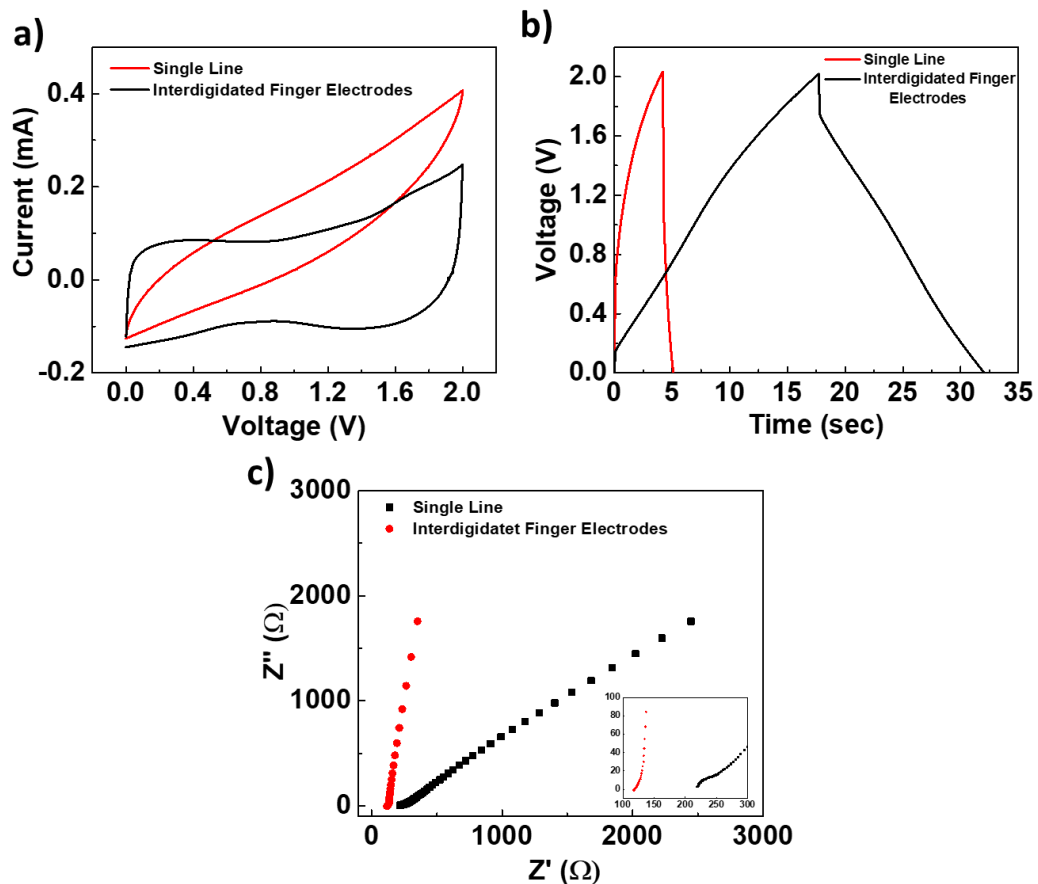 a)
Single Line
Interdigidated Finger Electrodes
0.4
0.2
0.0
-0.2
Current (mA)
0.0 0.4 0.8 1.2 1.6 2.0
Voltage (V)
b)
Single Line
Interdigidated Finger
Electrodes
2.0
1.6
1.2
0.8
0.4
0.0
Voltage (V)
0 5 10 15 20 25 30 35
Time (sec)
c)
Single Line
Interdigidatet Finger Electrodes
3000
2000
1000
0
Z'' (Ω)
0 1000 2000 3000
Z' (Ω)
100
80
60
40
20
0
100 150 200 250 300